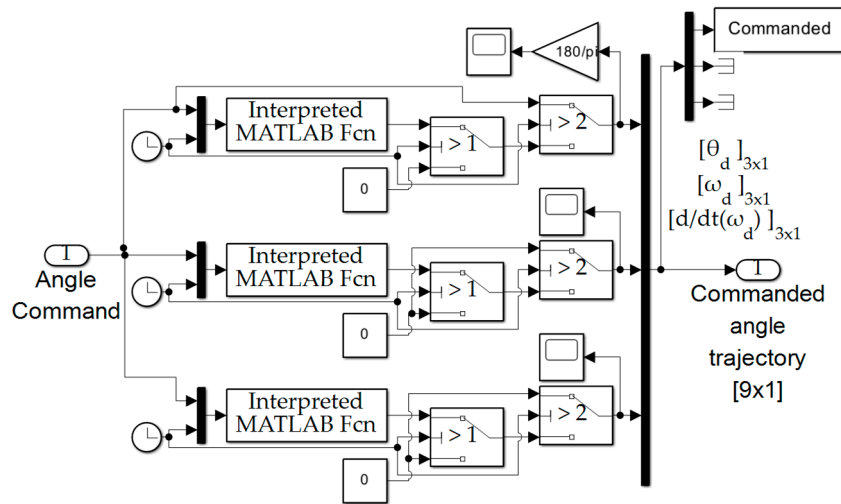 180/pi
Commanded
Interpreted
MATLAB Fcn
> 1
> 2
0
[θd]3x1
[ωd]3x1
[d/dt(ωd)]3x1
1
Angle
Command
Interpreted
MATLAB Fcn
> 1
> 2
0
1
Commanded
angle
trajectory
[9x1]
Interpreted
MATLAB Fcn
> 1
> 2
0